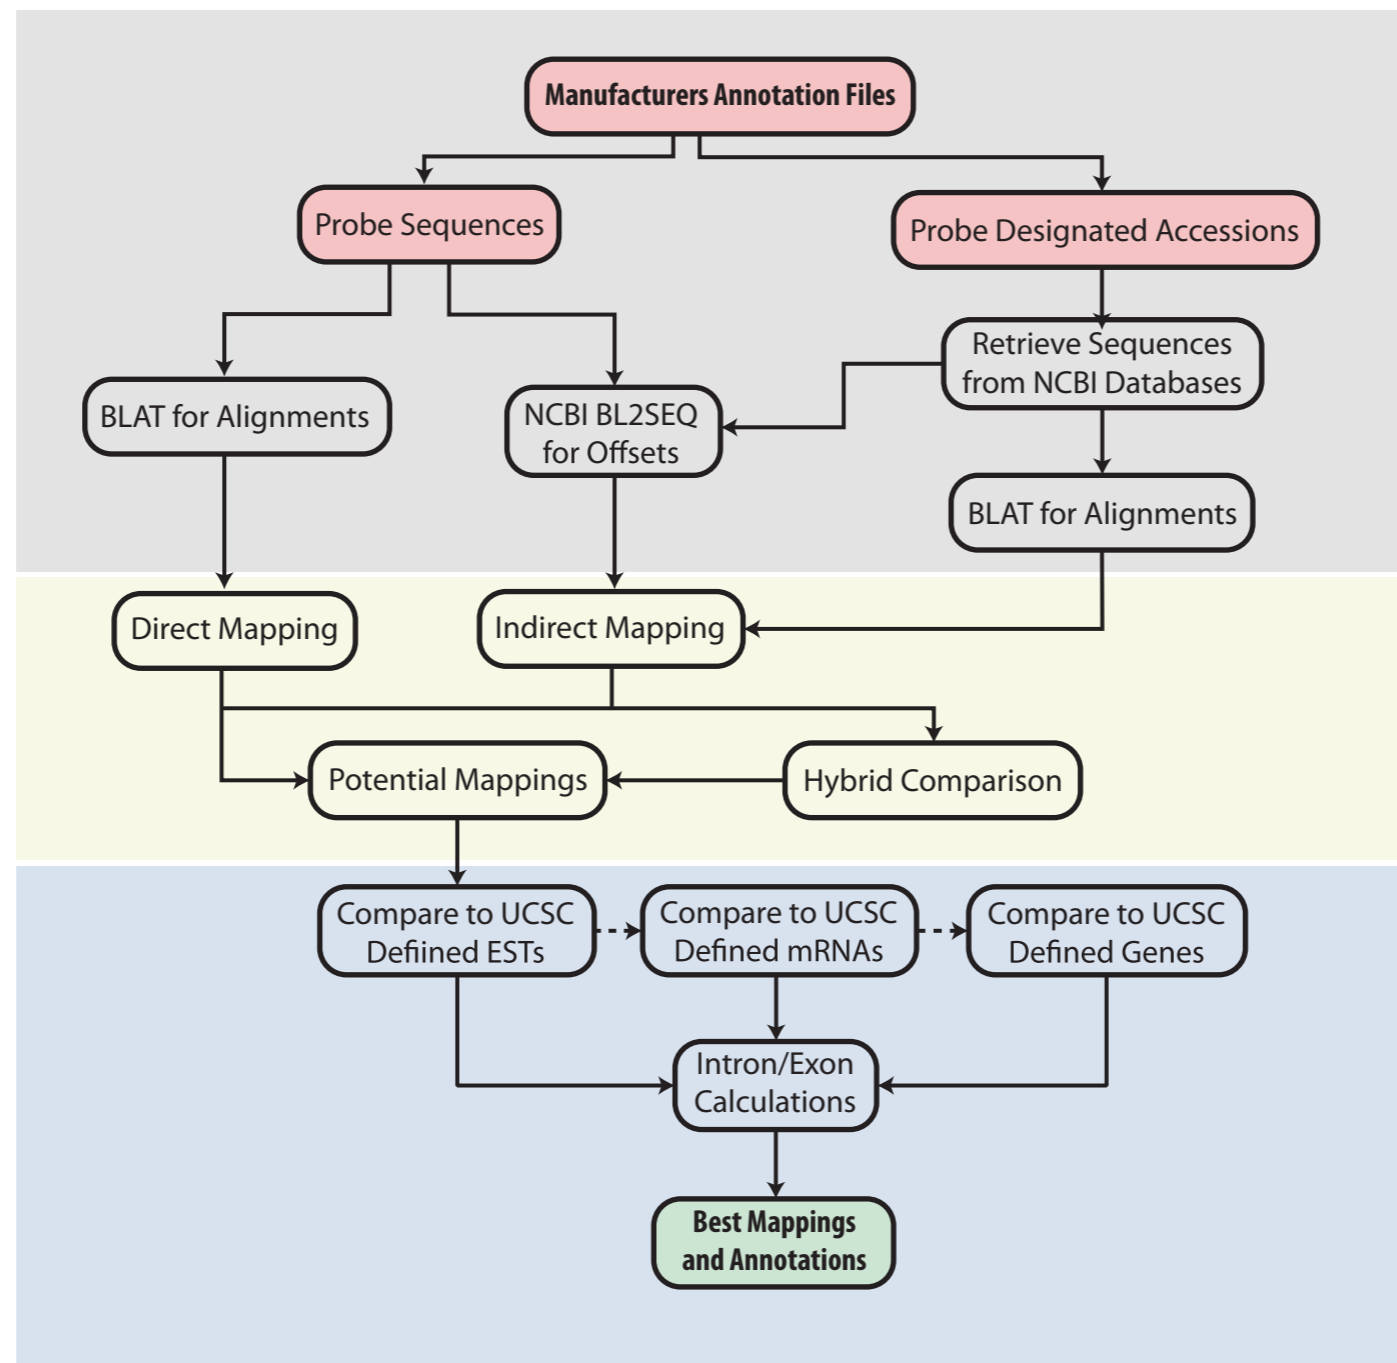 Manufacturers Annotation Files
Probe Sequences
Probe Designated Accessions
Retrieve Sequences
from NCBI Databases
BLAT for Alignments
NCBI BL2SEQ
for Offsets
BLAT for Alignments
Direct Mapping
Indirect Mapping
Potential Mappings
Hybrid Comparison
Compare to UCSC
Defiined ESTs
Compare to UCSC
Defined mRNAs
Compare to UCSC
Defined Genes
Intron/Exon
Calculations
Best Mappings
and Annotations